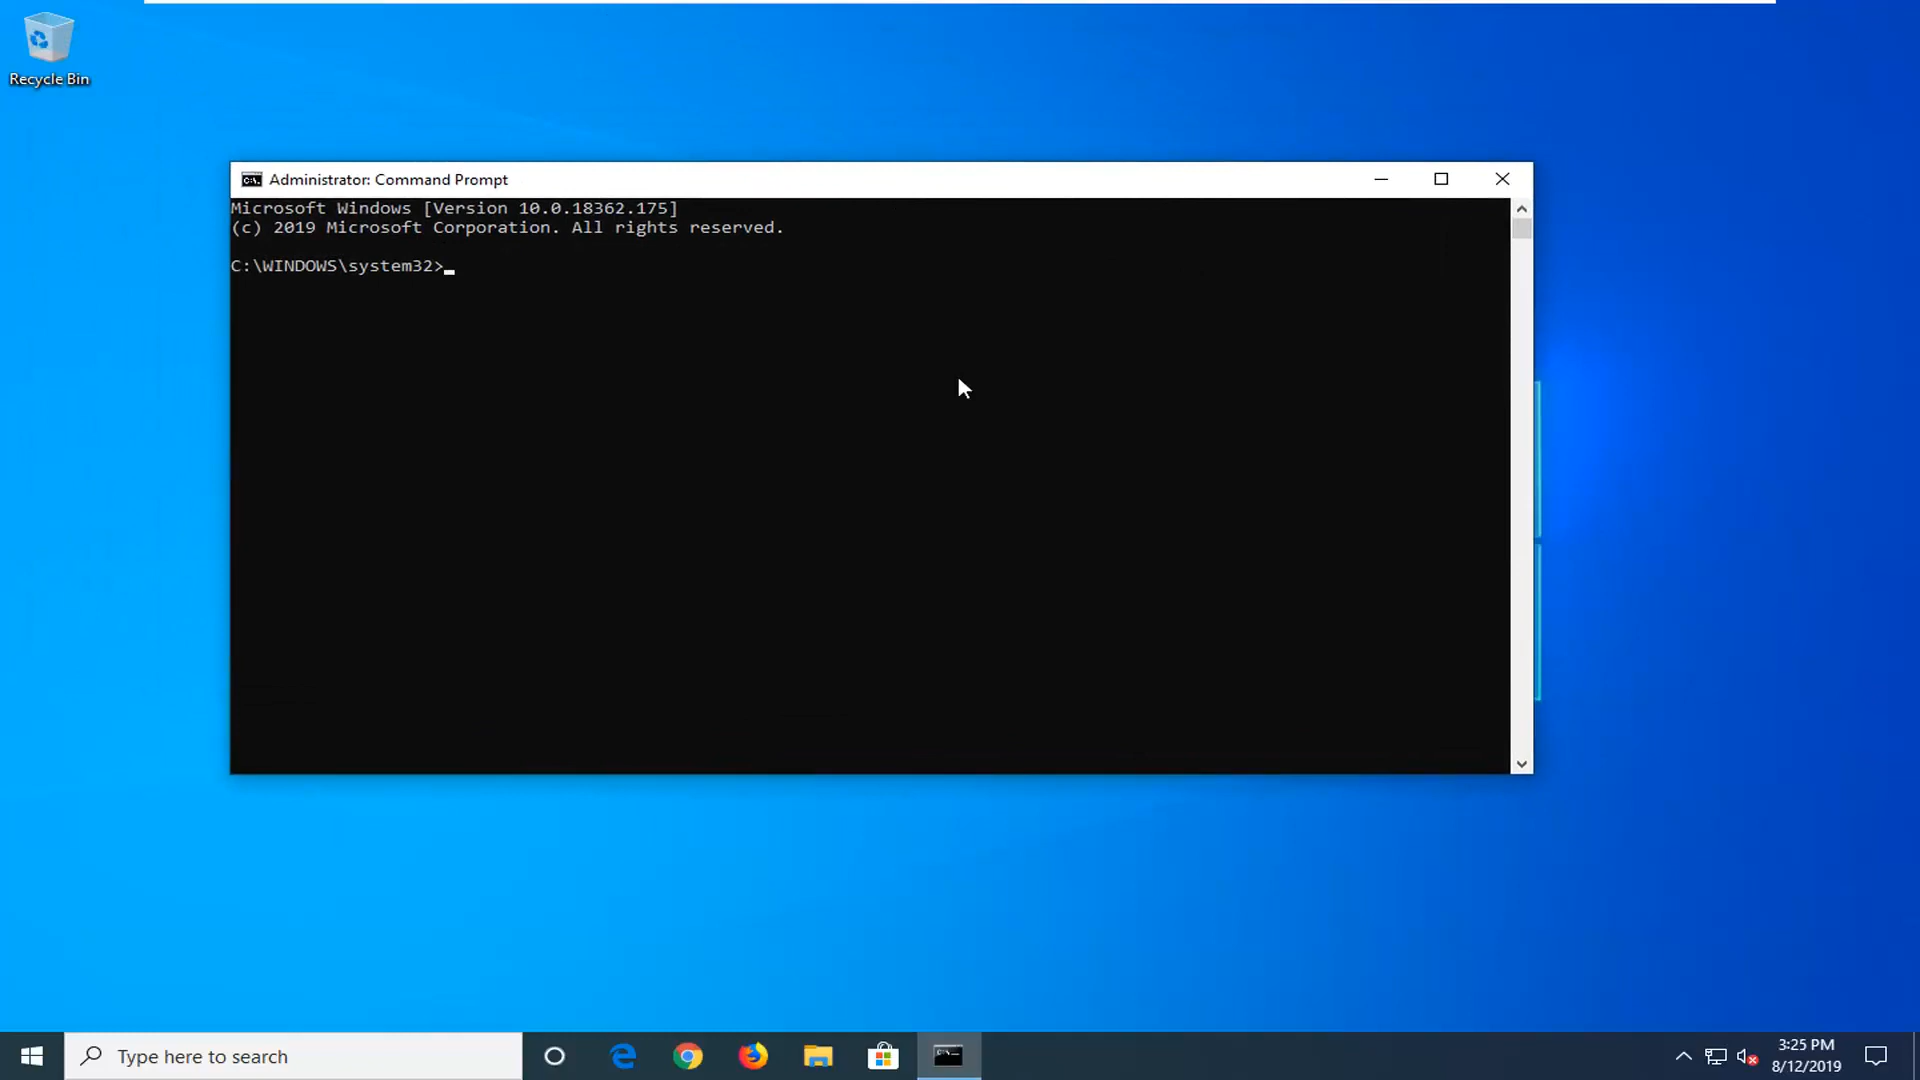 Recycle Bin
Administrator: Command Prompt
Microsoft Windows [Version 10.0.18362.175]
(c) 2019 Microsoft Corporation. All rights reserved.
C:\WINDOWS\system32>
Type here to search
3:25 PM
8/12/2019